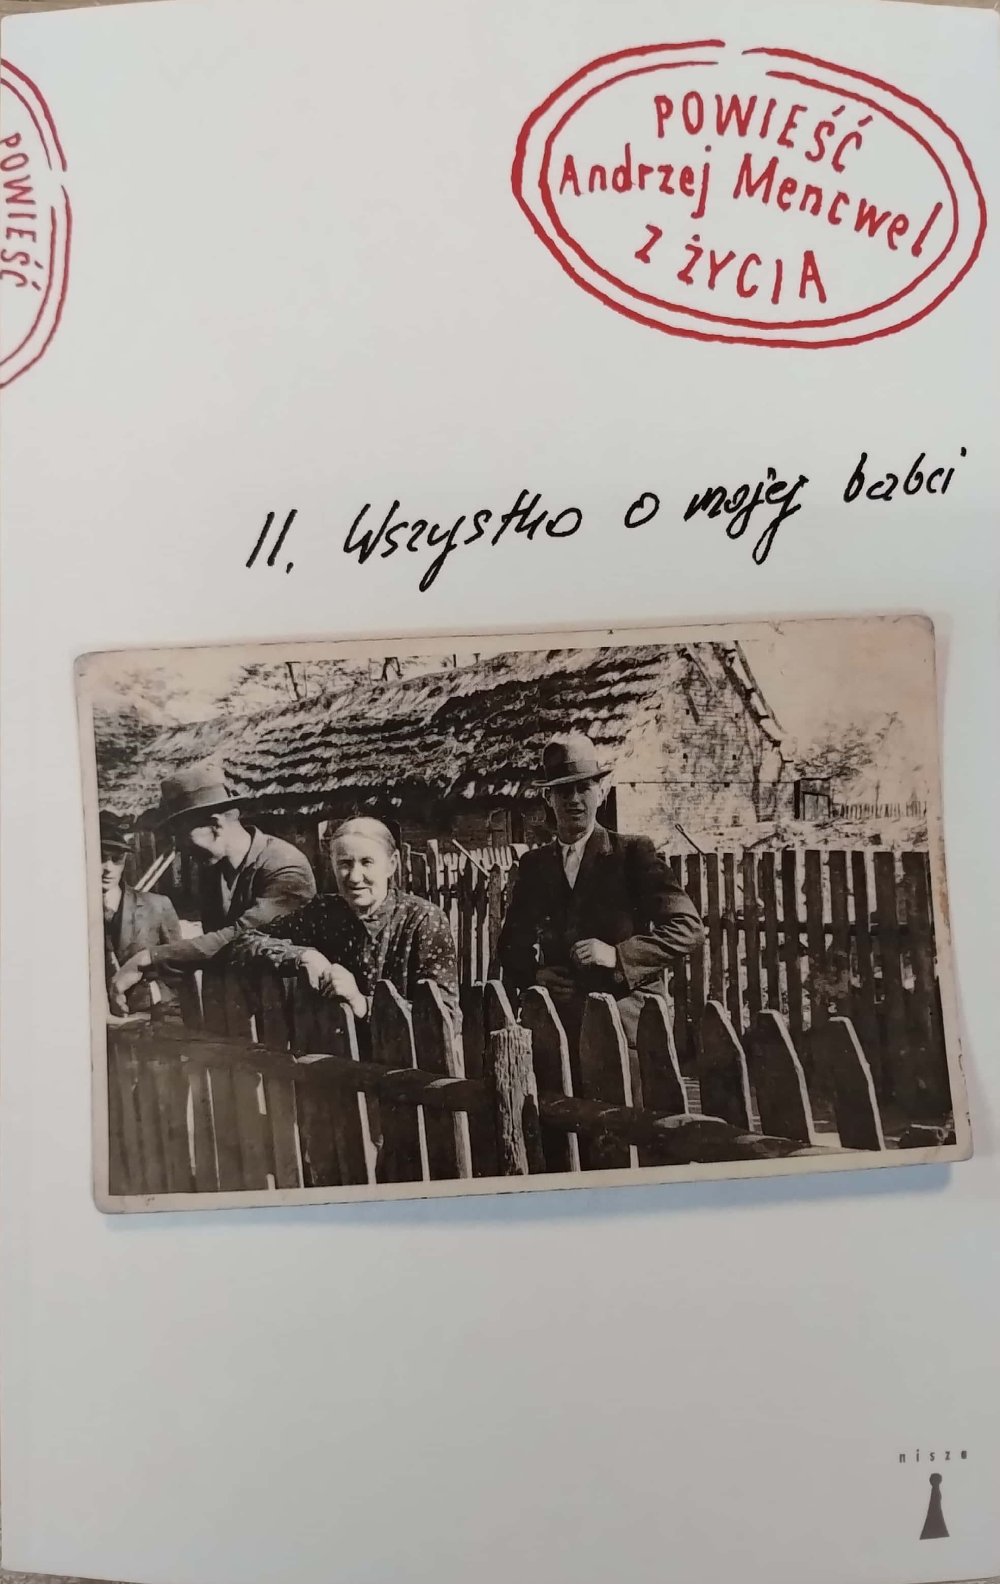 POWIEŚĆ
POWIEŚĆ
Andrzej Mencwel
Z ŻYCIA
II. Wszystko o mojej babci
nisza